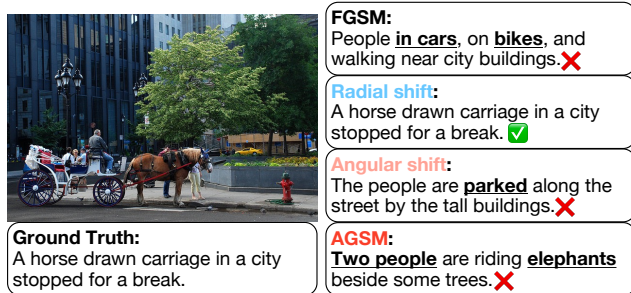 FGSM:
People in cars, on bikes, and
walking near city buildings.❌
Radial shift:
A horse drawn carriage in a city
stopped for a break. ✅
Angular shift:
The people are parked along the
street by the tall buildings.❌
Ground Truth:
A horse drawn carriage in a city
stopped for a break.
AGSM:
Two people are riding elephants
beside some trees.❌